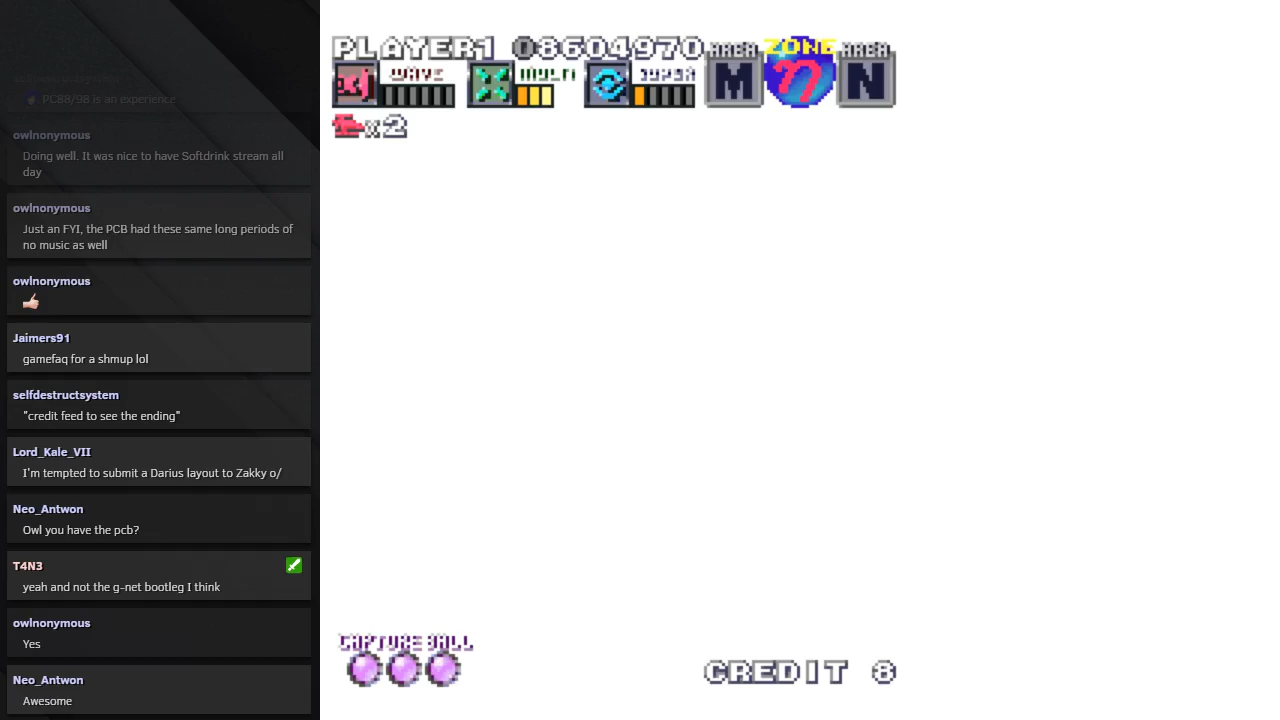 PC88/98 is an experience
owlnonymous
Doing well. It was nice to have Softdrink stream all
day
owlnonymous
Just an FYI, the PCB had these same long periods of
no music as well
owlnonymous
Jaimers91
gamefaq for a shmup lol
selfdestructsystem
"credit feed to see the ending"
Lord_Kale_VII
I'm tempted to submit a Darius layout to Zakky o/
Neo_Antwon
Owl you have the pcb?
T4N3
yeah and not the g-net bootleg I think
owlnonymous
Yes
Neo_Antwon
Awesome
PLAYER1 08604970
AREA ZONE AREA
WAVE
M η N
x2
CAPTURE BALL
CREDIT 8